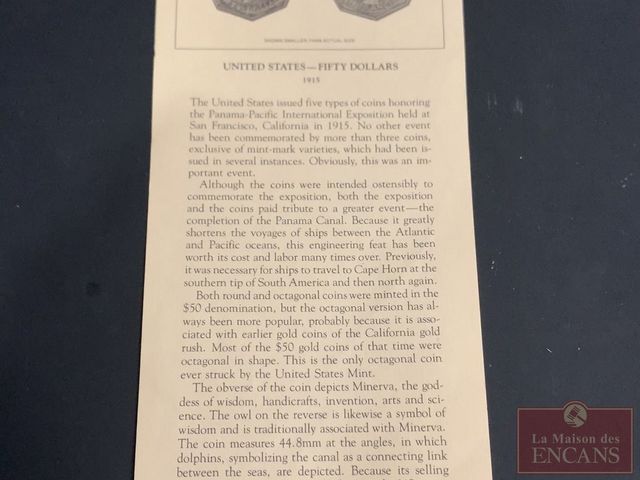 SHOWN SMALLER THAN ACTUAL SIZE
UNITED STATES—FIFTY DOLLARS
1915
The United States issued five types of coins honoring
the Panama-Pacific International Exposition held at
San Francisco, California in 1915. No other event
has been commemorated by more than three coins,
exclusive of mint-mark varieties, which had been is-
sued in several instances. Obviously, this was an im-
portant event.
Although the coins were intended ostensibly to
commemorate the exposition, both the exposition
and the coins paid tribute to a greater event—the
completion of the Panama Canal. Because it greatly
shortens the voyages of ships between the Atlantic
and Pacific oceans, this engineering feat has been
worth its cost and labor many times over. Previously,
it was necessary for ships to travel to Cape Horn at the
southern tip of South America and then north again.
Both round and octagonal coins were minted in the
$50 denomination, but the octagonal version has al-
ways been more popular, probably because it is asso-
ciated with earlier gold coins of the California gold
rush. Most of the $50 gold coins of that time were
octagonal in shape. This is the only octagonal coin
ever struck by the United States Mint.
The obverse of the coin depicts Minerva, the god-
dess of wisdom, handicrafts, invention, arts and sci-
ence. The owl on the reverse is likewise a symbol of
wisdom and is traditionally associated with Minerva.
The coin measures 44.8mm at the angles, in which
dolphins, symbolizing the canal as a connecting link
between the seas, are depicted. Because its selling
La Maison des
ENCANS